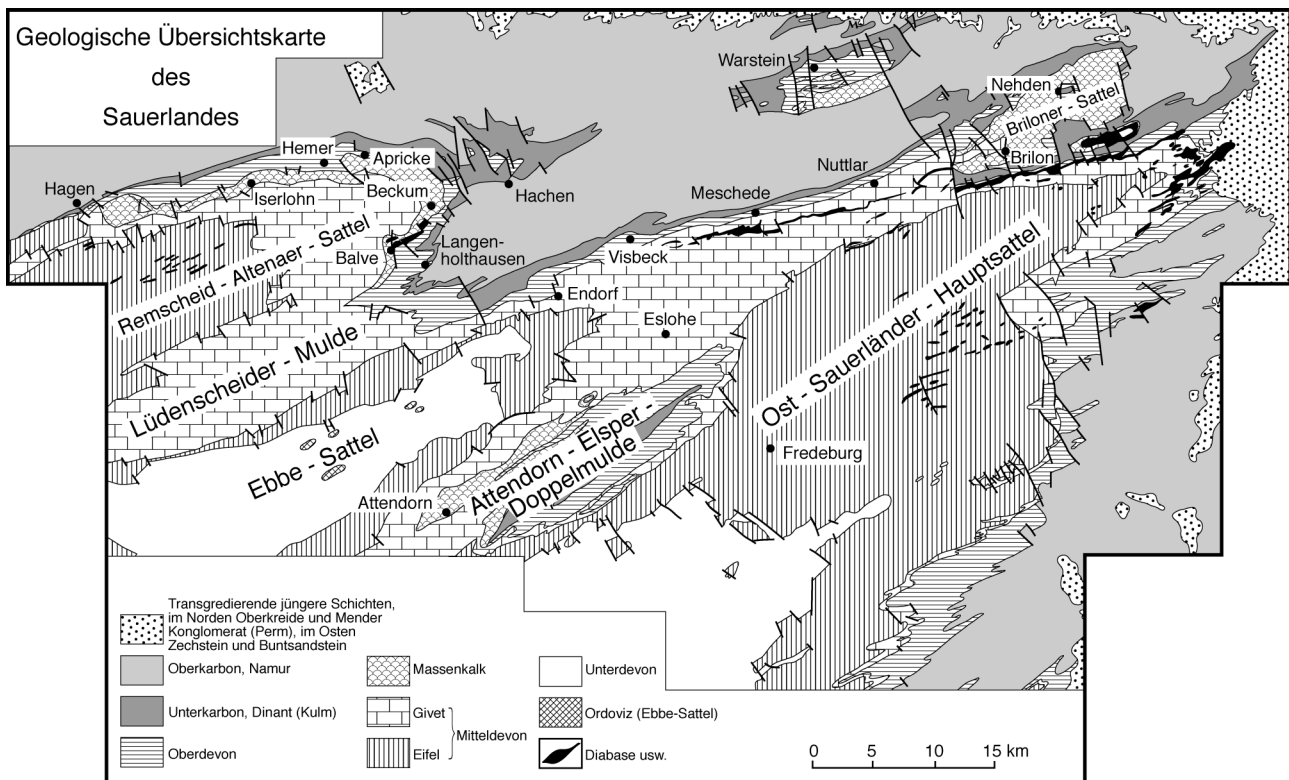 Geologische Übersichtskarte
des
Sauerlandes
Warstein
Nehden
Briloner - Sattel
Brilon
Hemer
Apricke
Nuttlar
Hagen
Beckum
Hachen
Iserlohn
Meschede
Remscheid - Altenaer - Sattel
Balve
Langen-
holthausen
Visbeck
Endorf
Eslohe
Ost - Sauerländer - Hauptsattel
Lüdenscheider - Mulde
Ebbe - Sattel
Attendorn - Elsper -
Doppelmulde
Fredeburg
Attendorn
Transgredierende jüngere Schichten,
im Norden Oberkreide und Mender
Konglomerat (Perm), im Osten
Zechstein und Buntsandstein
Oberkarbon, Namur
Massenkalk
Unterdevon
Unterkarbon, Dinant (Kulm)
Givet
Mitteldevon
Ordoviz (Ebbe-Sattel)
Oberdevon
Eifel
Diabase usw.
0 5 10 15 km